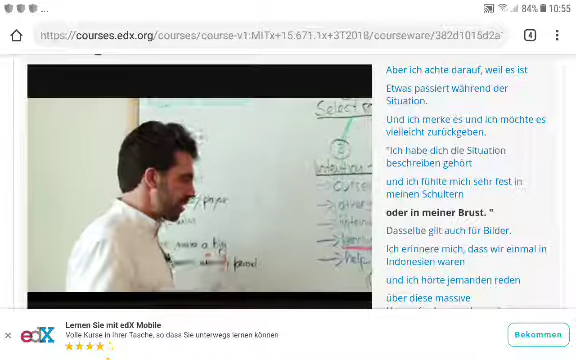 84% 10:55
https://courses.edx.org/courses/course-v1:MITx+15.671.1x+3T2018/courseware/382d1015d2a
4
Aber ich achte darauf, weil es ist
Etwas passiert während der
Situation.
Und ich merke es und ich möchte es
vielleicht zurückgeben.
"Ich habe dich die Situation
beschreiben gehört
und ich fühlte mich sehr fest in
meinen Schultern
oder in meiner Brust. "
Dasselbe gilt auch für Bilder.
Ich erinnere mich, dass wir einmal in
Indonesien waren
und ich hörte jemanden reden
über diese massive
Select
player
make a big
edX
Lernen Sie mit edX Mobile
Volle Kurse in Ihrer Tasche, so dass Sie unterwegs lernen können
Bekommen